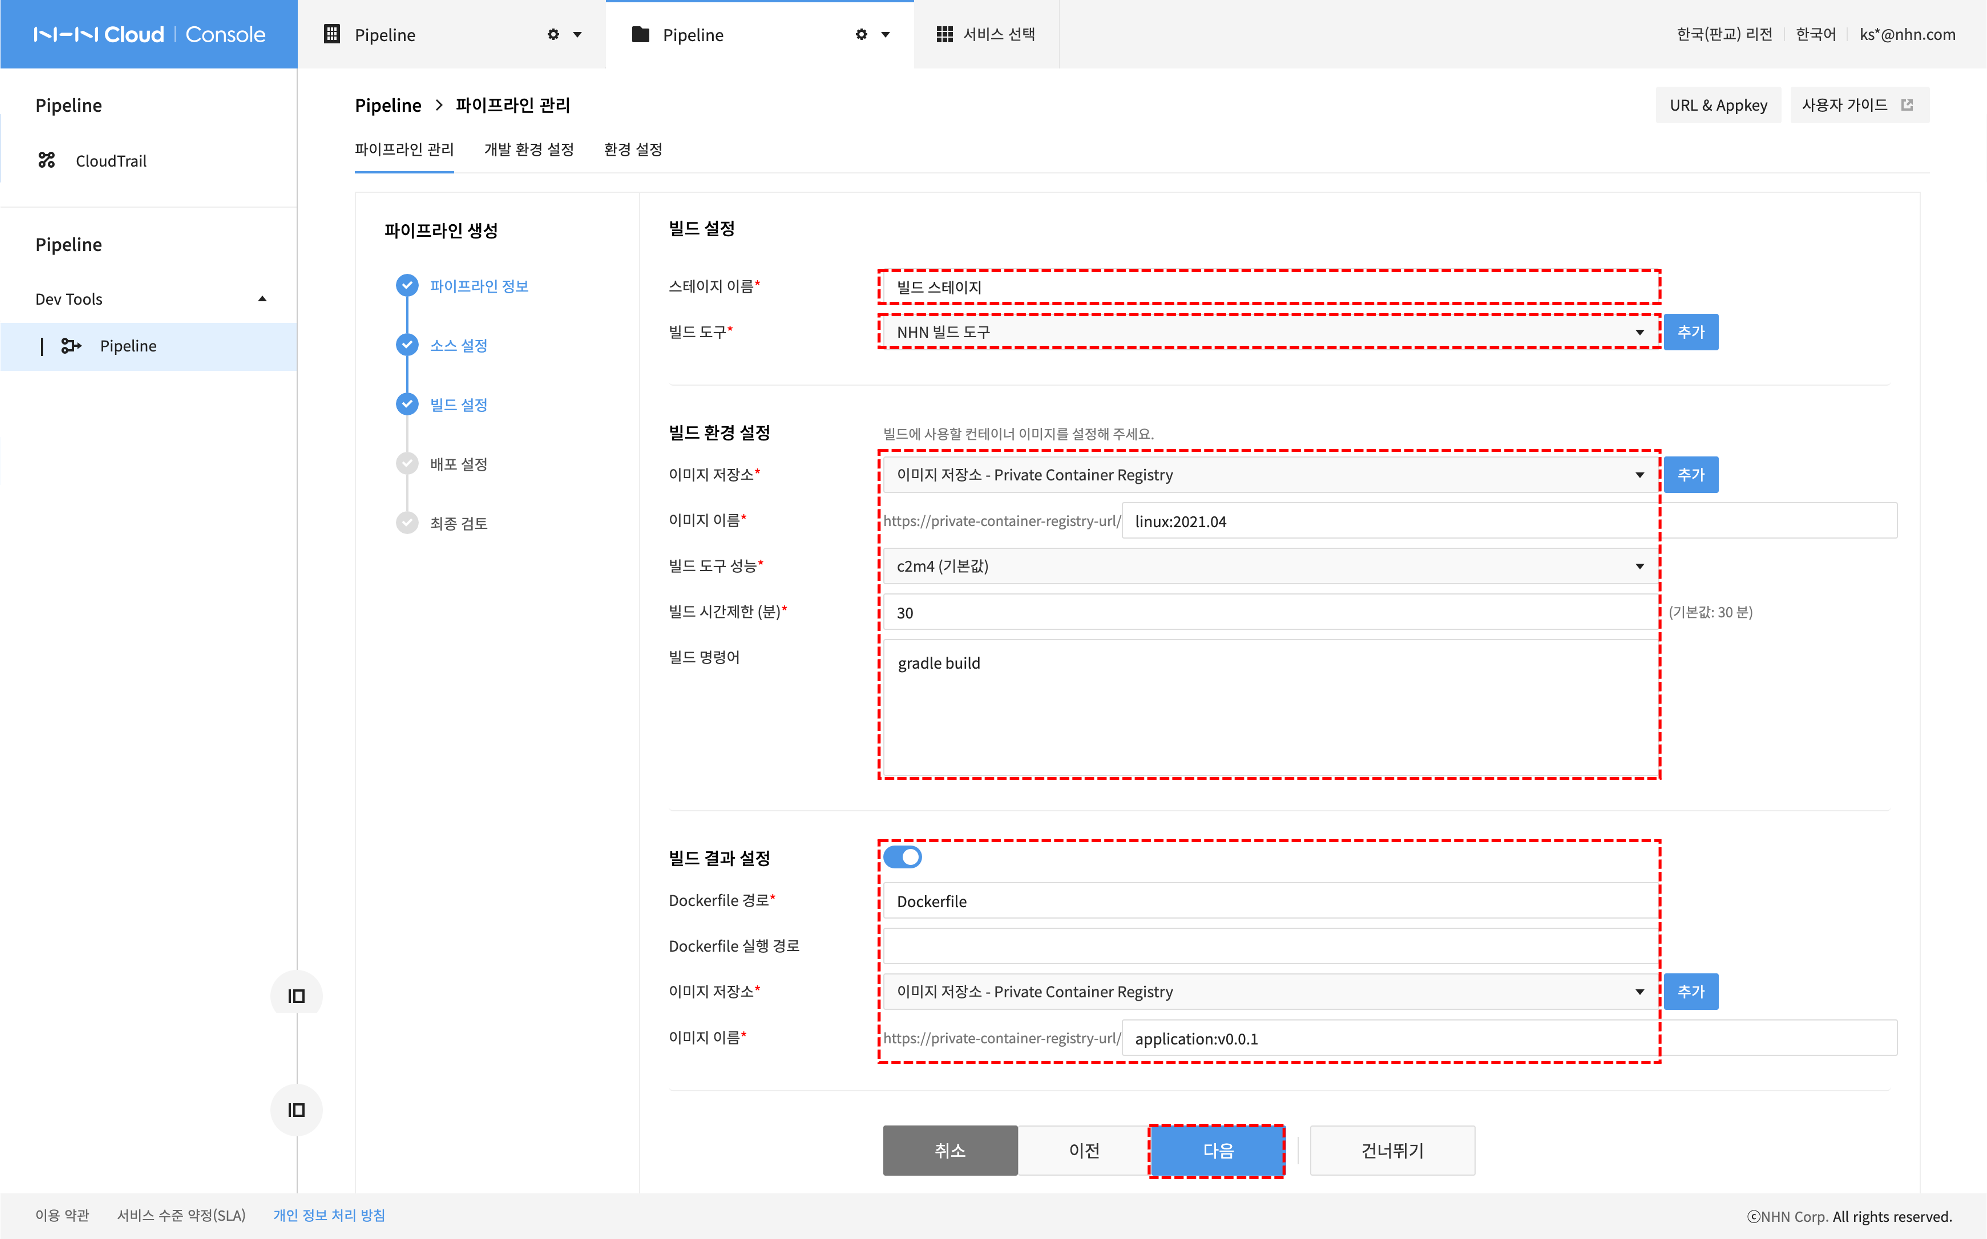 NHN Cloud | Console
Pipeline
Pipeline
서비스 선택
한국(판교) 리전
한국어
ks*@nhn.com
Pipeline
CloudTrail
Pipeline
Dev Tools
Pipeline
Pipeline > 파이프라인 관리
URL & Appkey
사용자 가이드
파이프라인 관리
개발 환경 설정
환경 설정
파이프라인 생성
파이프라인 정보
소스 설정
빌드 설정
배포 설정
최종 검토
빌드 설정
스테이지 이름* 빌드 스테이지
빌드 도구* NHN 빌드 도구 추가
빌드 환경 설정 빌드에 사용할 컨테이너 이미지를 설정해 주세요.
이미지 저장소* 이미지 저장소 - Private Container Registry 추가
이미지 이름* https://private-container-registry-url/ linux:2021.04
빌드 도구 성능* c2m4 (기본값)
빌드 시간제한 (분)* 30 (기본값: 30 분)
빌드 명령어 gradle build
빌드 결과 설정
Dockerfile 경로* Dockerfile
Dockerfile 실행 경로
이미지 저장소* 이미지 저장소 - Private Container Registry 추가
이미지 이름* https://private-container-registry-url/ application:v0.0.1
취소 이전 다음 건너뛰기
이용 약관 서비스 수준 약정(SLA) 개인 정보 처리 방침
ⓒNHN Corp. All rights reserved.